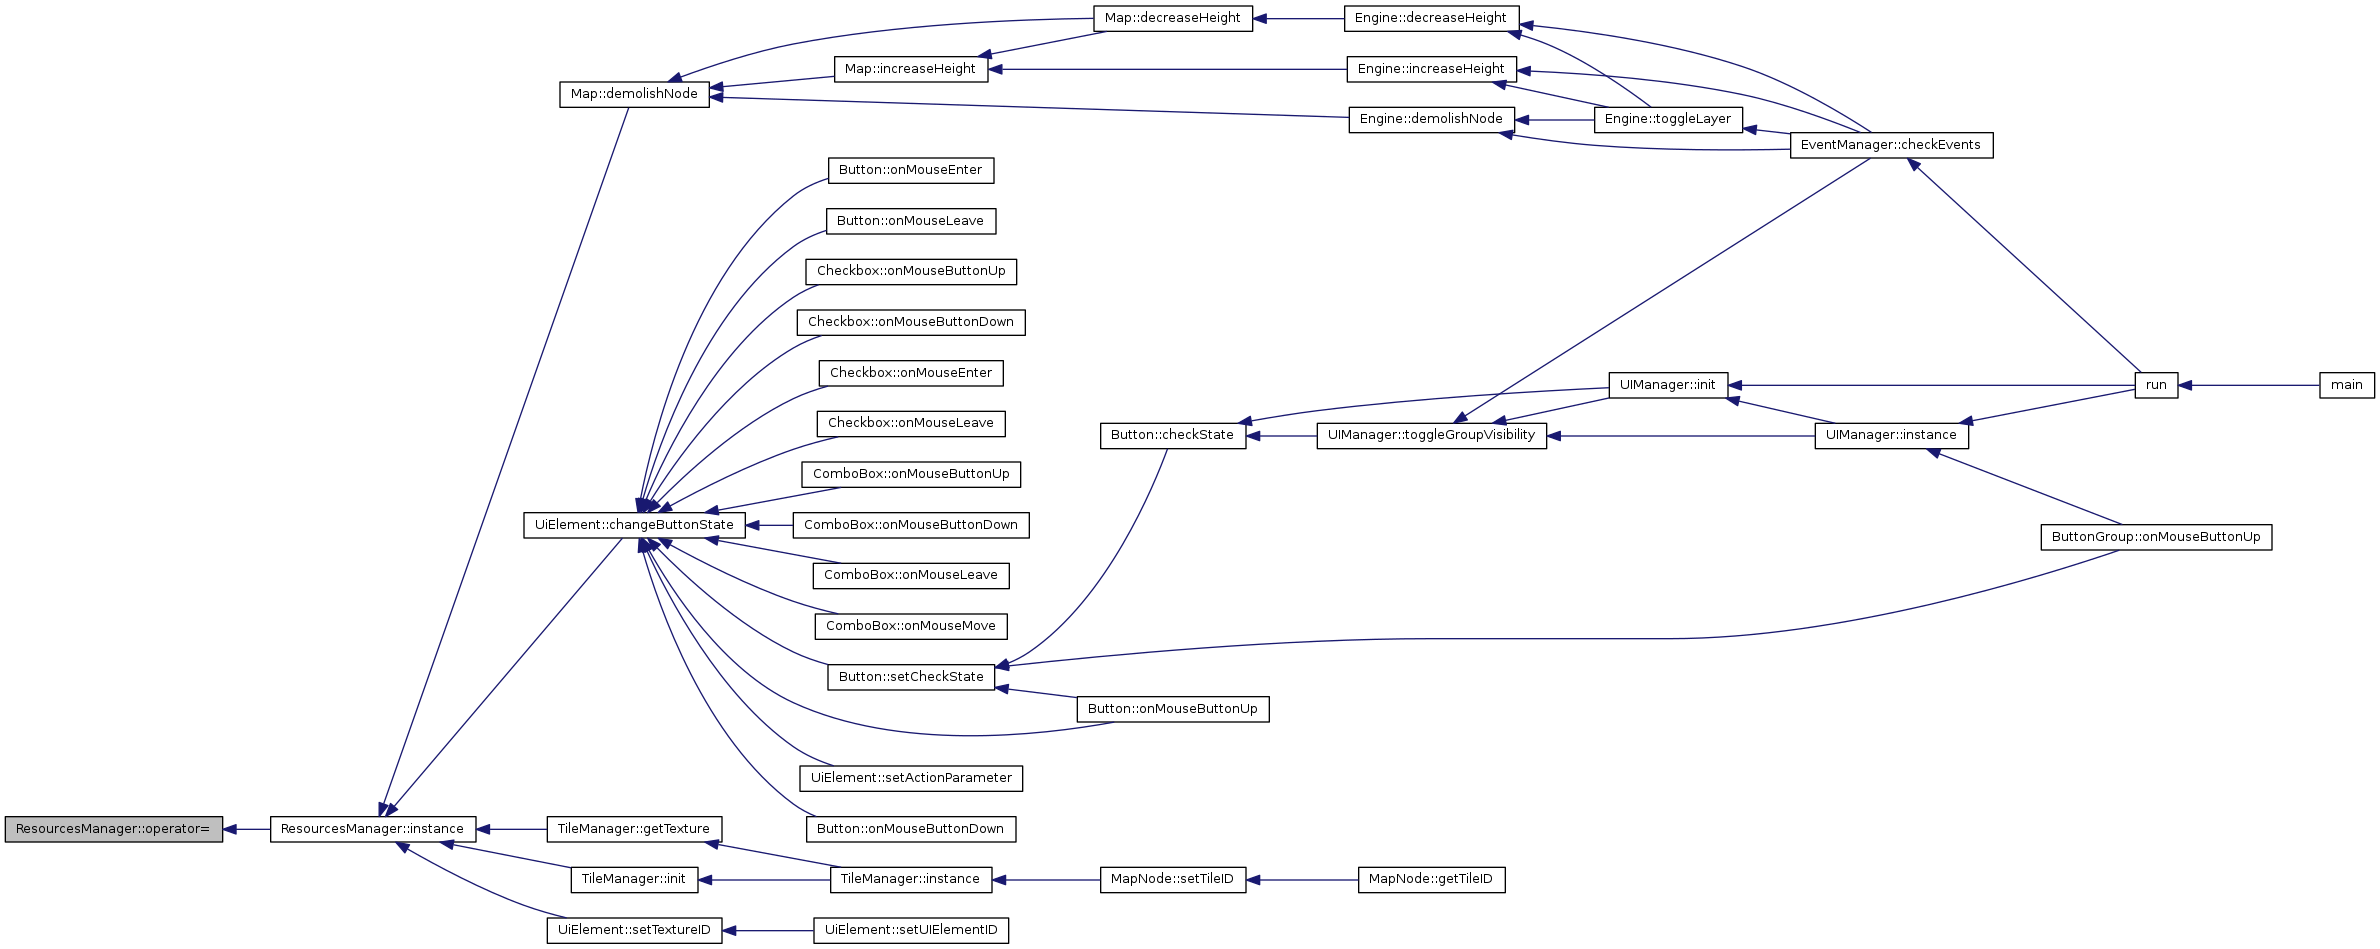 Map::decreaseHeight
Engine::decreaseHeight
Map::increaseHeight
Engine::increaseHeight
Map::demolishNode
Engine::demolishNode
Engine::toggleLayer
EventManager::checkEvents
Button::onMouseEnter
Button::onMouseLeave
Checkbox::onMouseButtonUp
Checkbox::onMouseButtonDown
Checkbox::onMouseEnter
UIManager::init
run
main
Checkbox::onMouseLeave
Button::checkState
UIManager::toggleGroupVisibility
UIManager::instance
ComboBox::onMouseButtonUp
UiElement::changeButtonState
ComboBox::onMouseButtonDown
ButtonGroup::onMouseButtonUp
ComboBox::onMouseLeave
ComboBox::onMouseMove
Button::setCheckState
Button::onMouseButtonUp
UiElement::setActionParameter
ResourcesManager::operator=
ResourcesManager::instance
TileManager::getTexture
Button::onMouseButtonDown
TileManager::init
TileManager::instance
MapNode::setTileID
MapNode::getTileID
UiElement::setTextureID
UiElement::setUIElementID